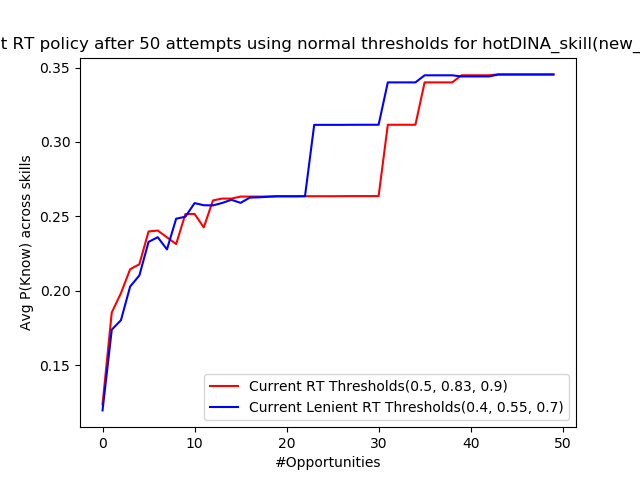 t RT policy after 50 attempts using normal thresholds for hotDINA_skill(new_
0.35
0.30
0.25
0.20
0.15
Avg P(Know) across skills
Current RT Thresholds(0.5, 0.83, 0.9)
Current Lenient RT Thresholds(0.4, 0.55, 0.7)
0 10 20 30 40 50
#Opportunities